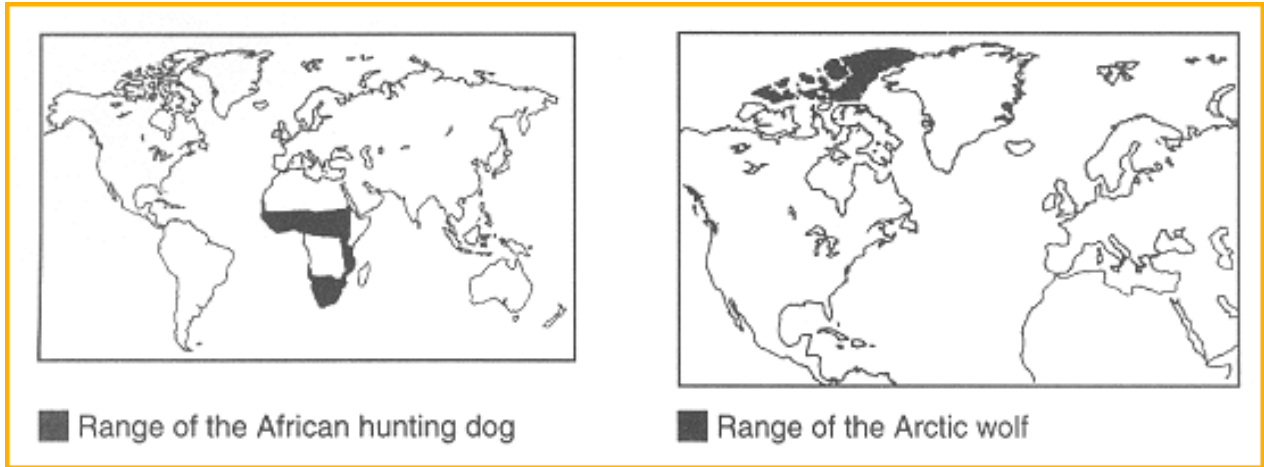 Range of the African hunting dog
Range of the Arctic wolf